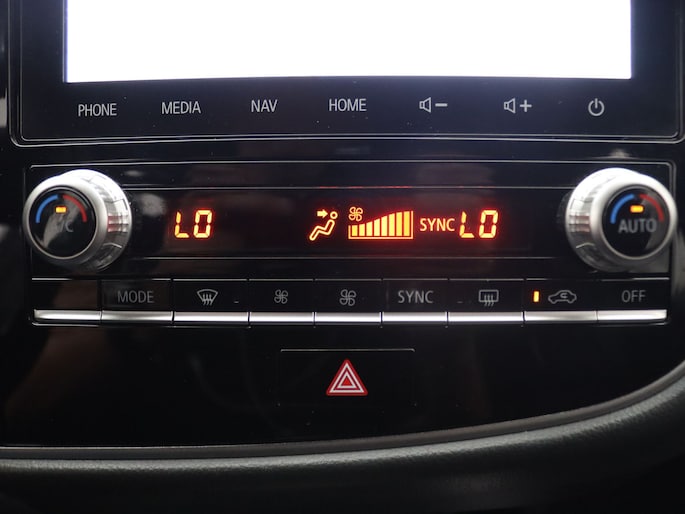 PHONE MEDIA NAV HOME
A/C LO SYNC LO AUTO
MODE SYNC OFF